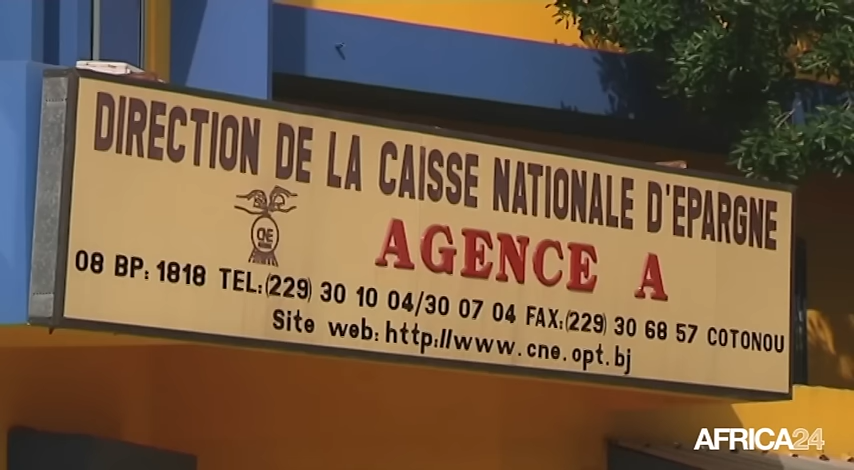 DIRECTION DE LA CAISSE NATIONALE D'EPARGNE
CNE
AGENCE A
08 BP: 1818 TEL:(229) 30 10 04/30 07 04 FAX:(229) 30 68 57 COTONOU
Site web: http://www.cne.opt.bj
AFRICA24